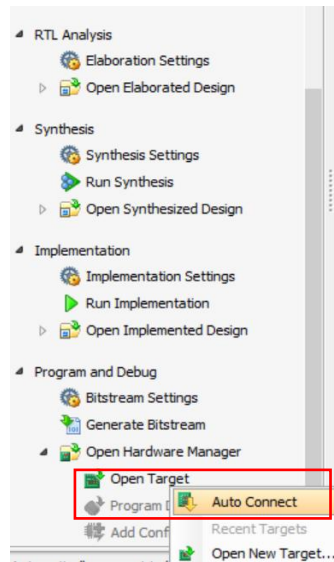 RTL Analysis
Elaboration Settings
Open Elaborated Design
Synthesis
Synthesis Settings
Run Synthesis
Open Synthesized Design
Implementation
Implementation Settings
Run Implementation
Open Implemented Design
Program and Debug
Bitstream Settings
Generate Bitstream
Open Hardware Manager
Open Target
Program Auto Connect
Add Recent Targets
Open New Target...